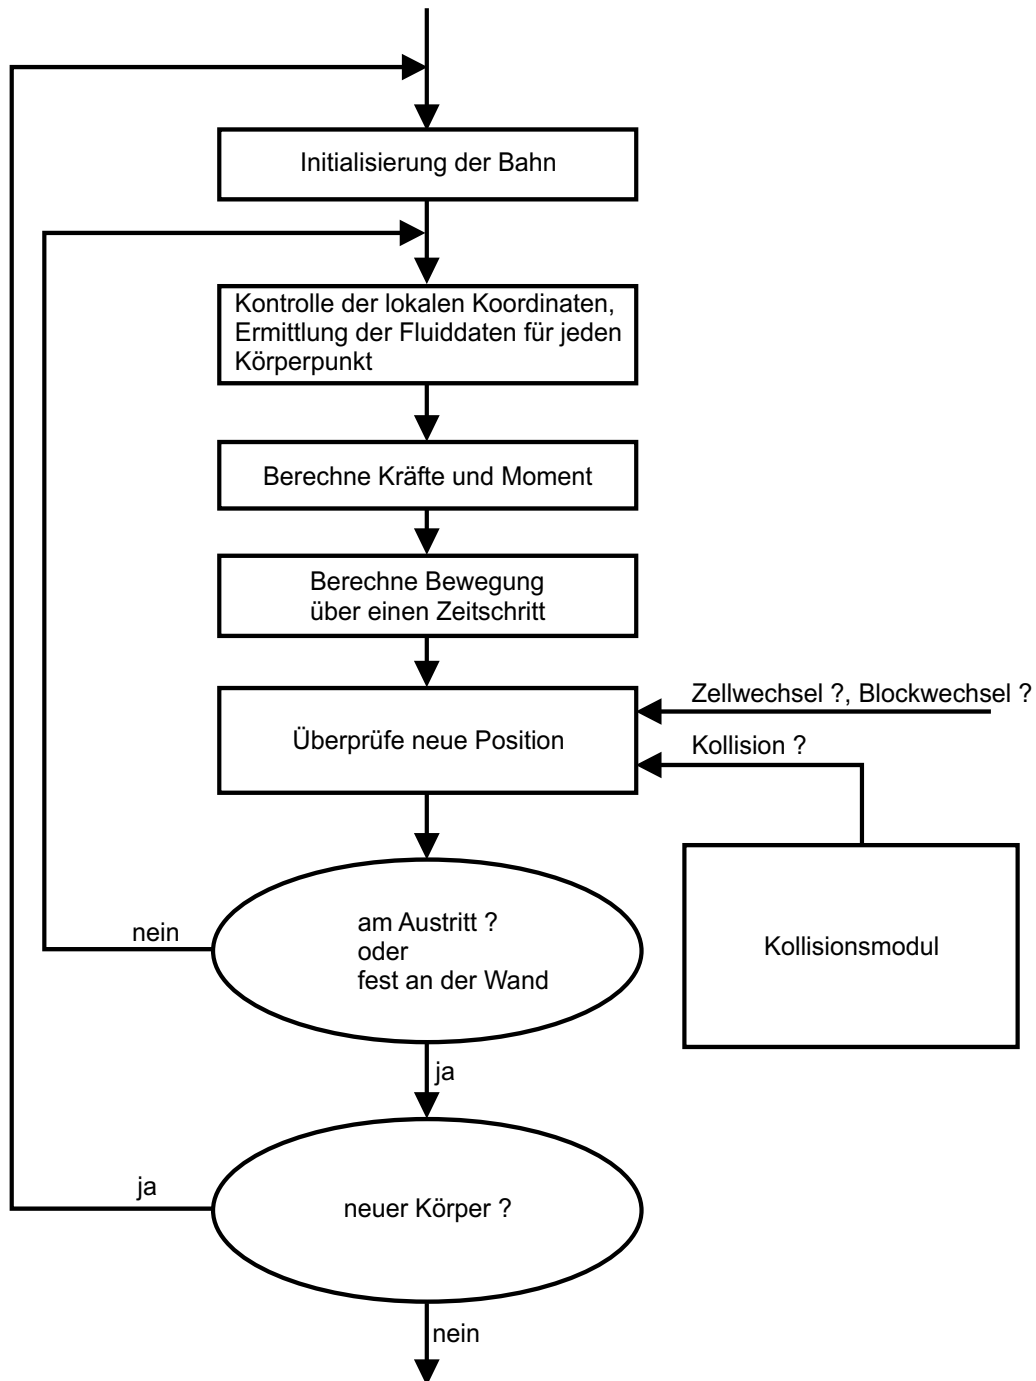 Initialisierung der Bahn
Kontrolle der lokalen Koordinaten,
Ermittlung der Fluiddaten für jeden
Körperpunkt
Berechne Kräfte und Moment
Berechne Bewegung
über einen Zeitschritt
Zellwechsel ?, Blockwechsel ?
Überprüfe neue Position
Kollision ?
am Austritt ?
oder
fest an der Wand
nein
Kollisionsmodul
ja
ja
neuer Körper ?
nein